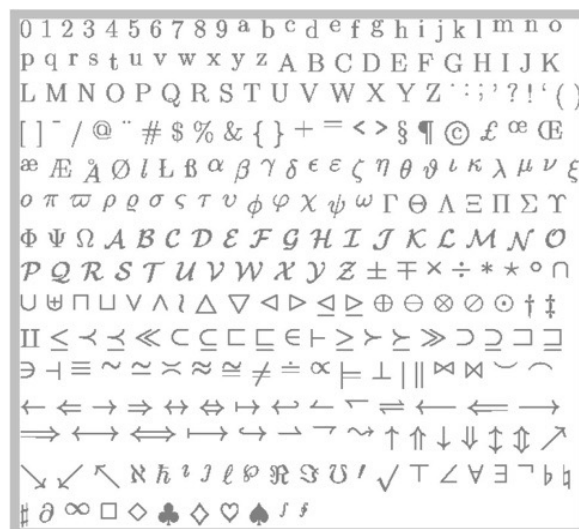 0 1 2 3 4 5 6 7 8 9 a b c d e f g h i j k l m n o
p q r s t u v w x y z A B C D E F G H I J K
L M N O P Q R S T U V W X Y Z ˙ : ; ’ ? ! ‘ ( )
[ ] ¯ / @ ¨ # $ % & { } + = < > § ¶ © £ œ Œ
æ Æ Å Ø l Ł ß α β γ δ ϵ ε ζ η θ ϑ ι κ λ μ ν ξ
o π ϖ ρ ϱ σ ς τ υ ϕ φ χ ψ ω Γ Θ Λ Ξ Π Σ Υ
Φ Ψ Ω 𝒜 ℬ 𝒞 𝒟 ℰ ℱ 𝒢 ℋ ℐ 𝒥 𝒦 ℒ ℳ 𝒩 𝒪
𝒫 𝒬 ℛ 𝒮 𝒯 𝒰 𝒱 𝒲 𝒳 𝒴 𝒵 ± ∓ × ÷ ∗ ⋆ ∘ ∩
∪ ⊎ ⊓ ⊔ ∨ ∧ ≀ △ ▽ ◁ ▷ ⊴ ⊵ ⊕ ⊖ ⊗ ⊘ ⊙ † ‡
⨿ ≤ ≺ ⪯ ≪ ⊂ ⊆ ⊏ ⊑ ∈ ⊢ ≥ ≻ ⪰ ≫ ⊃ ⊇ ⊐ ⊒
∋ ⊣ ≡ ∼ ≃ ≍ ≈ ≅ ≠ ≐ ∝ ⊨ ⊥ | ∥ ⋈ ⋈ ⌣ ⌢
← ⇐ → ⇒ ↔ ⇔ ↦ ↩ ↼ ↽ ⇌ ⟵ ⟸ ⟶
⟹ ⟷ ⟺ ⟼ ↪ ⇀ ⇁ ⇝ ↑ ⇑ ↓ ⇓ ↕ ⇕ ↗
↘ ↙ ↖ ℵ ℏ ı ȷ ℓ ℘ ℜ ℑ ℧ ′ √ ⊤ ∠ ∀ ∃ ¬ ♭ ♮
♯ ∂ ∞ □ ◇ ♣ ♢ ♡ ♠ ∫ ∮